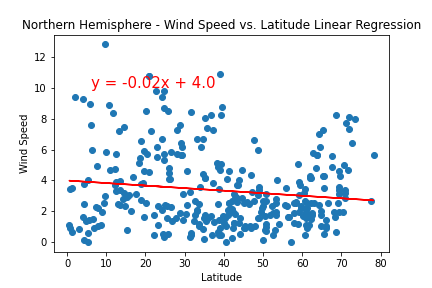 Northern Hemisphere - Wind Speed vs. Latitude Linear Regression
12
10
8
6
4
2
0
Wind Speed
y = -0.02x + 4.0
0 10 20 30 40 50 60 70 80
Latitude